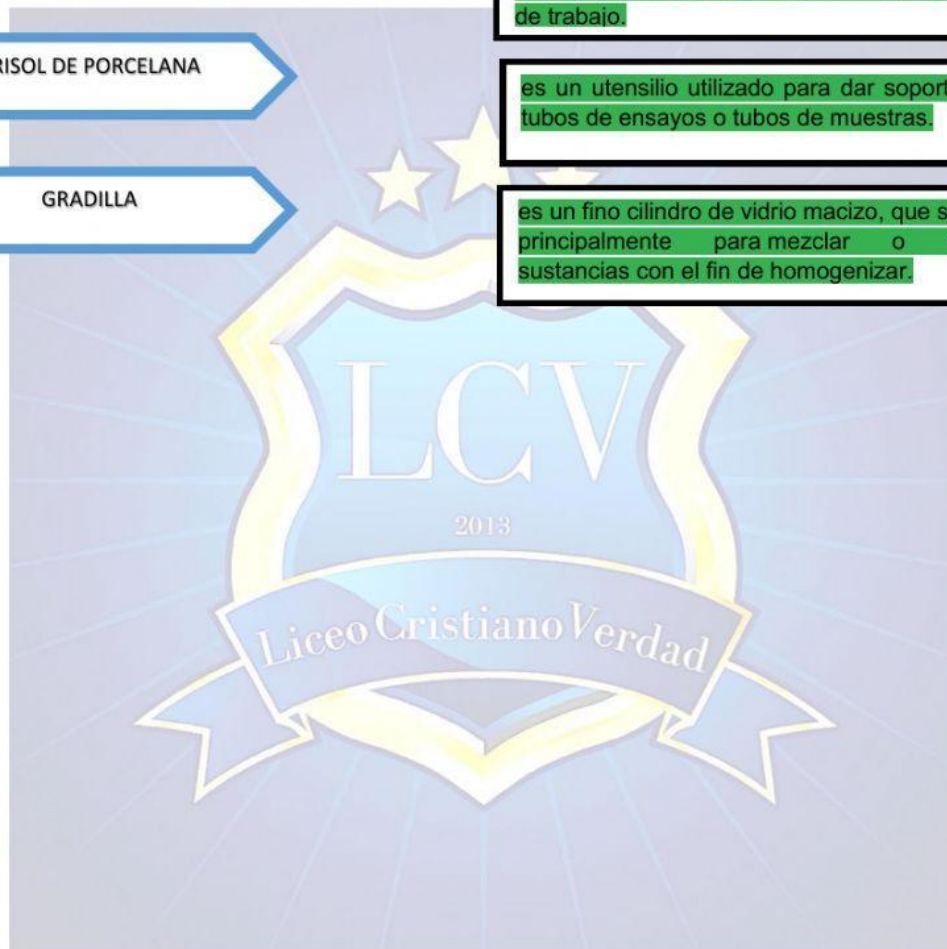 de trabajo.
RISOL DE PORCELANA
es un utensilio utilizado para dar soport
tubos de ensayos o tubos de muestras.
GRADILLA
es un fino cilindro de vidrio macizo, que s
principalmente para mezclar o
sustancias con el fin de homogenizar.
LCV
2013
Liceo Cristiano Verdad